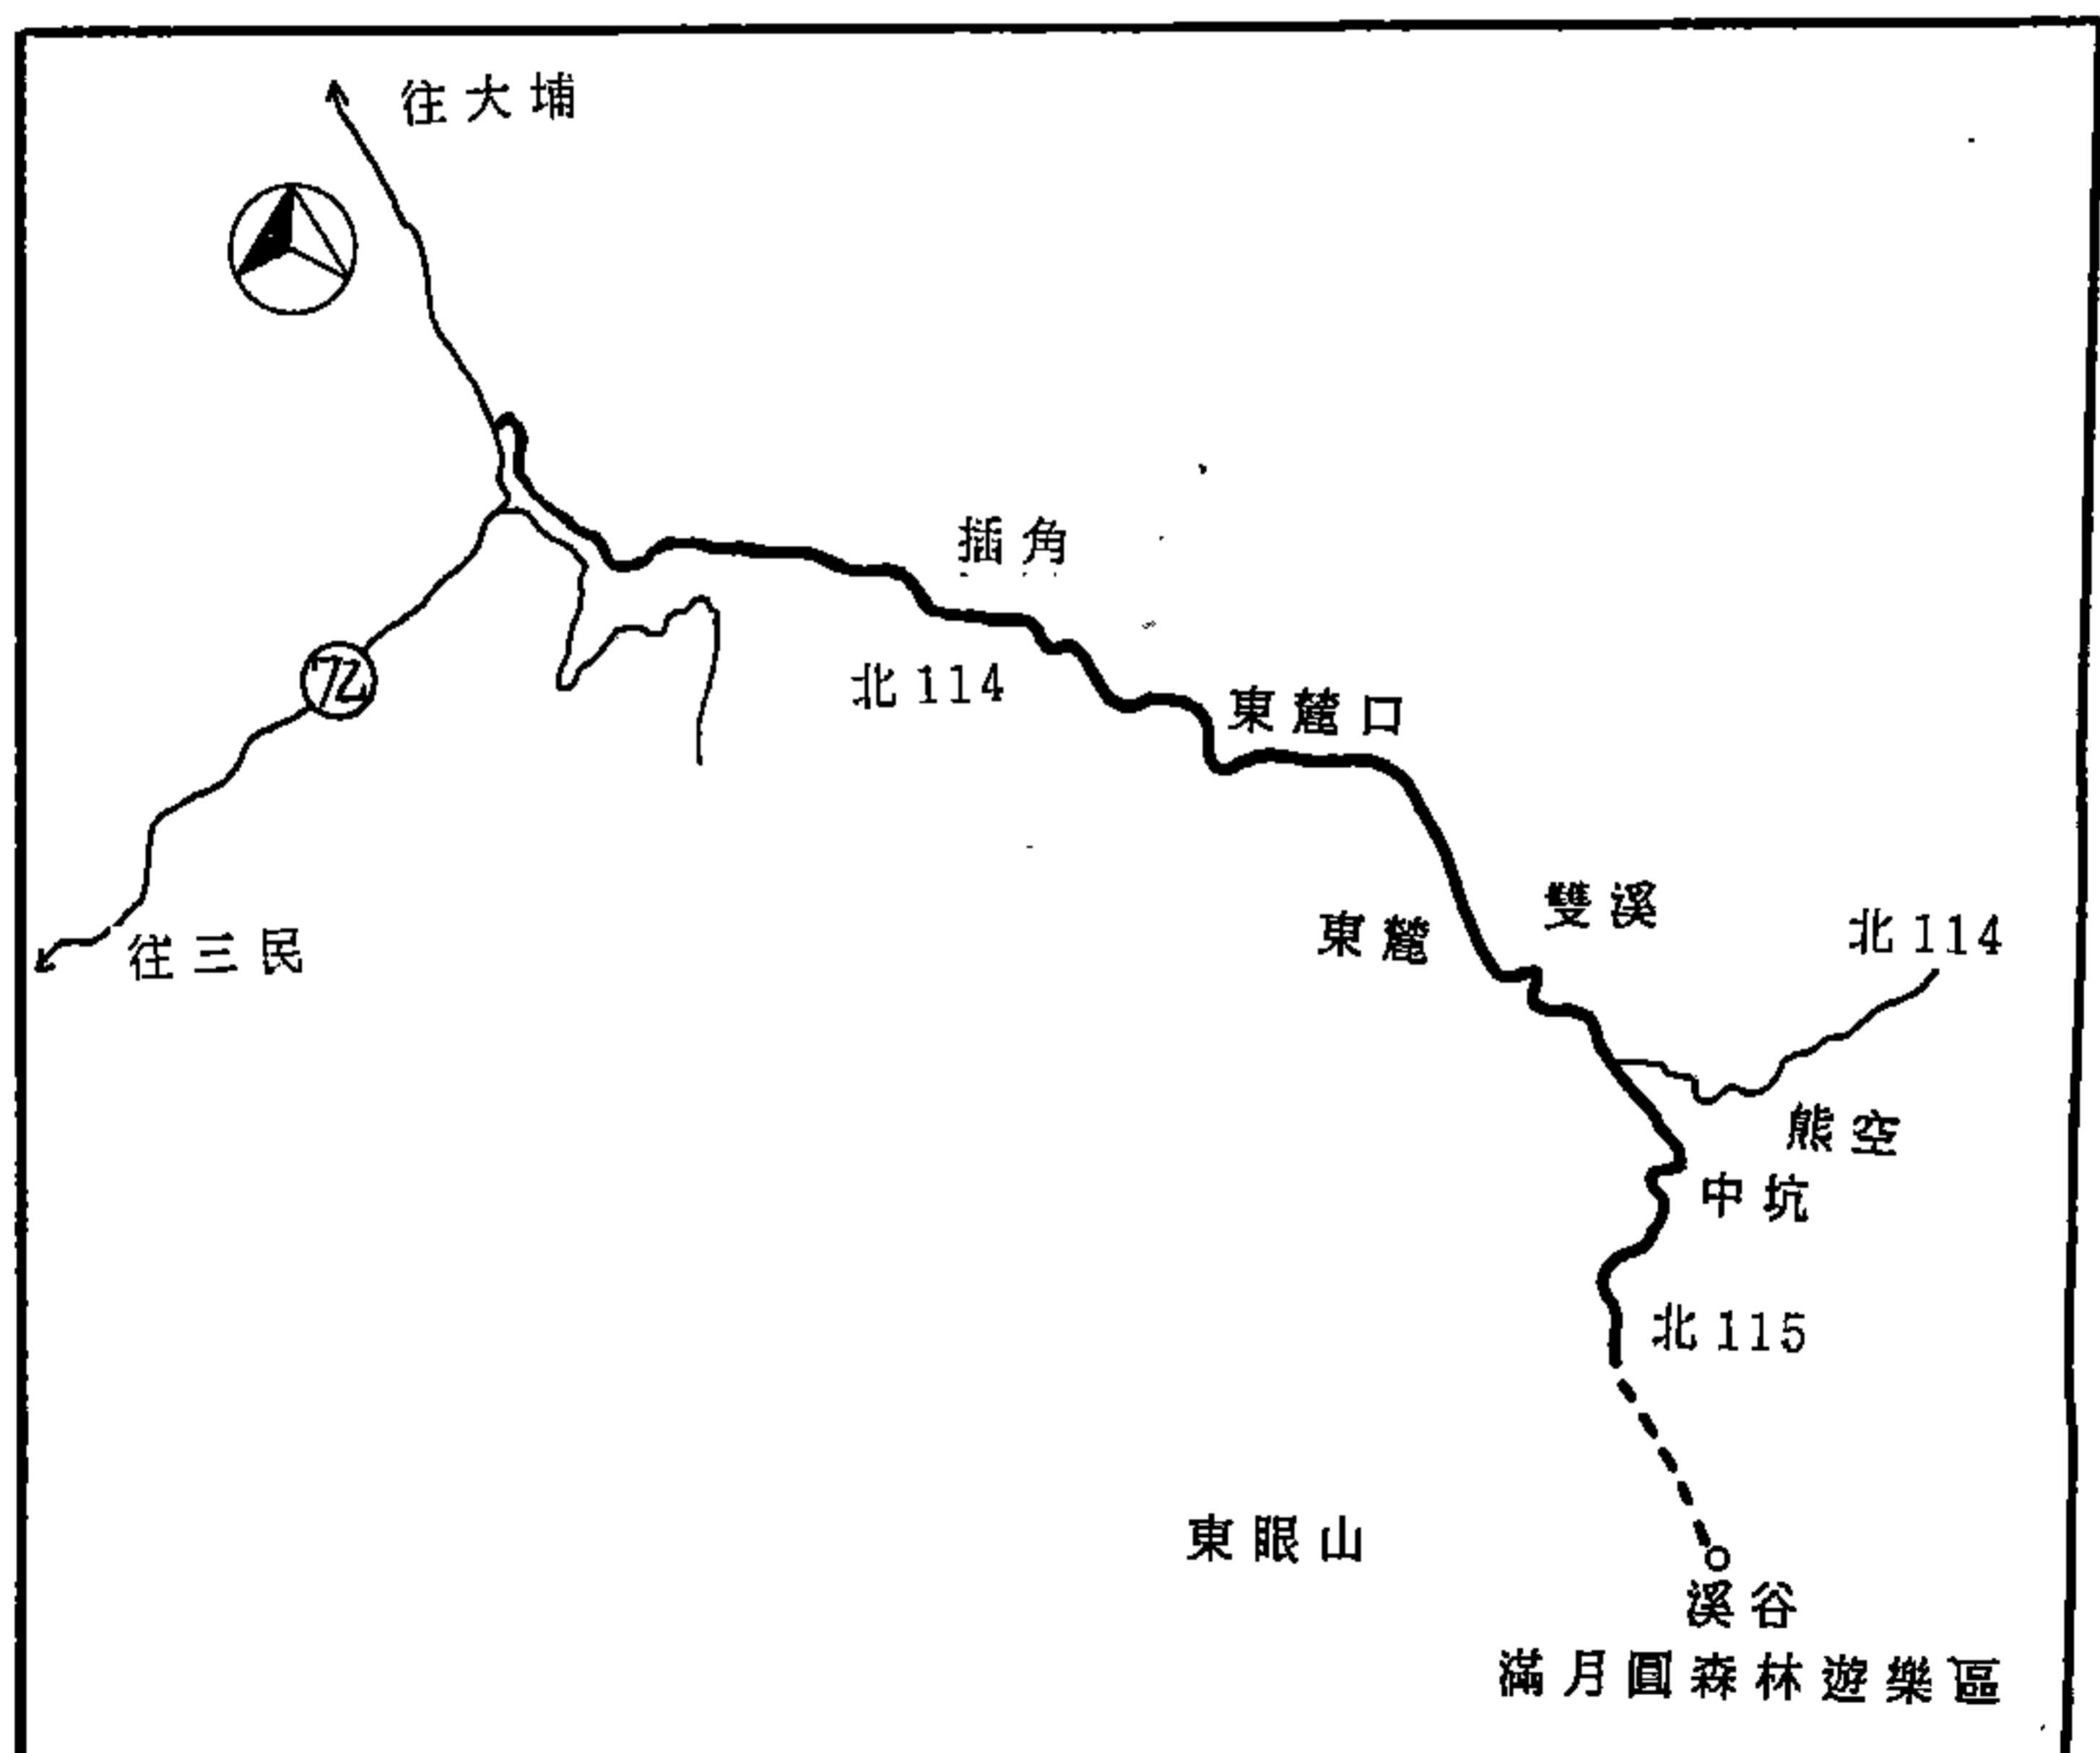 往大埔
插角
北114
東麓口
7乙
雙溪
東麓
北114
往三民
熊空
中坑
北115
東眼山
溪谷
滿月圓森林遊樂區